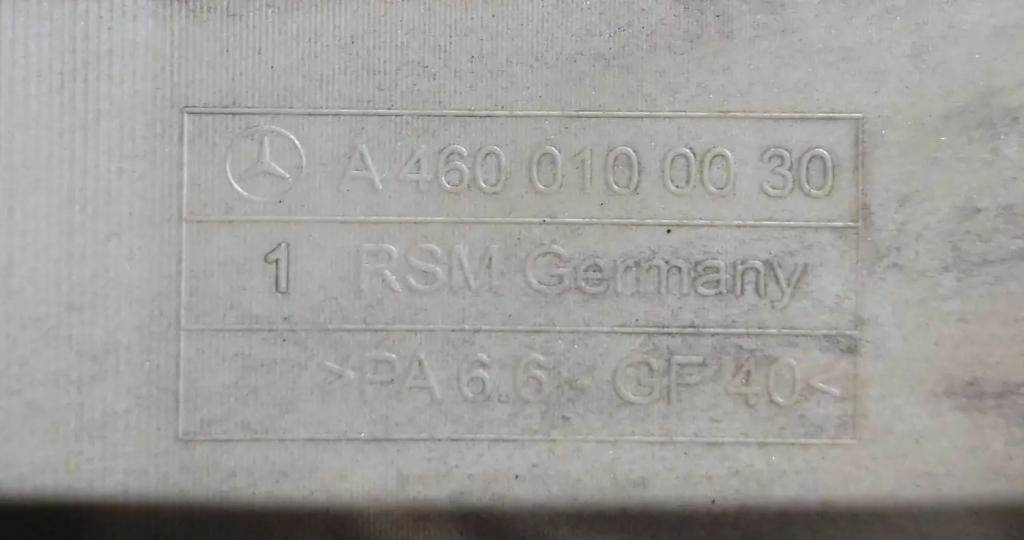 A 460 010 00 30
1 RSM Germany
>PA 6.6 - GF 40<